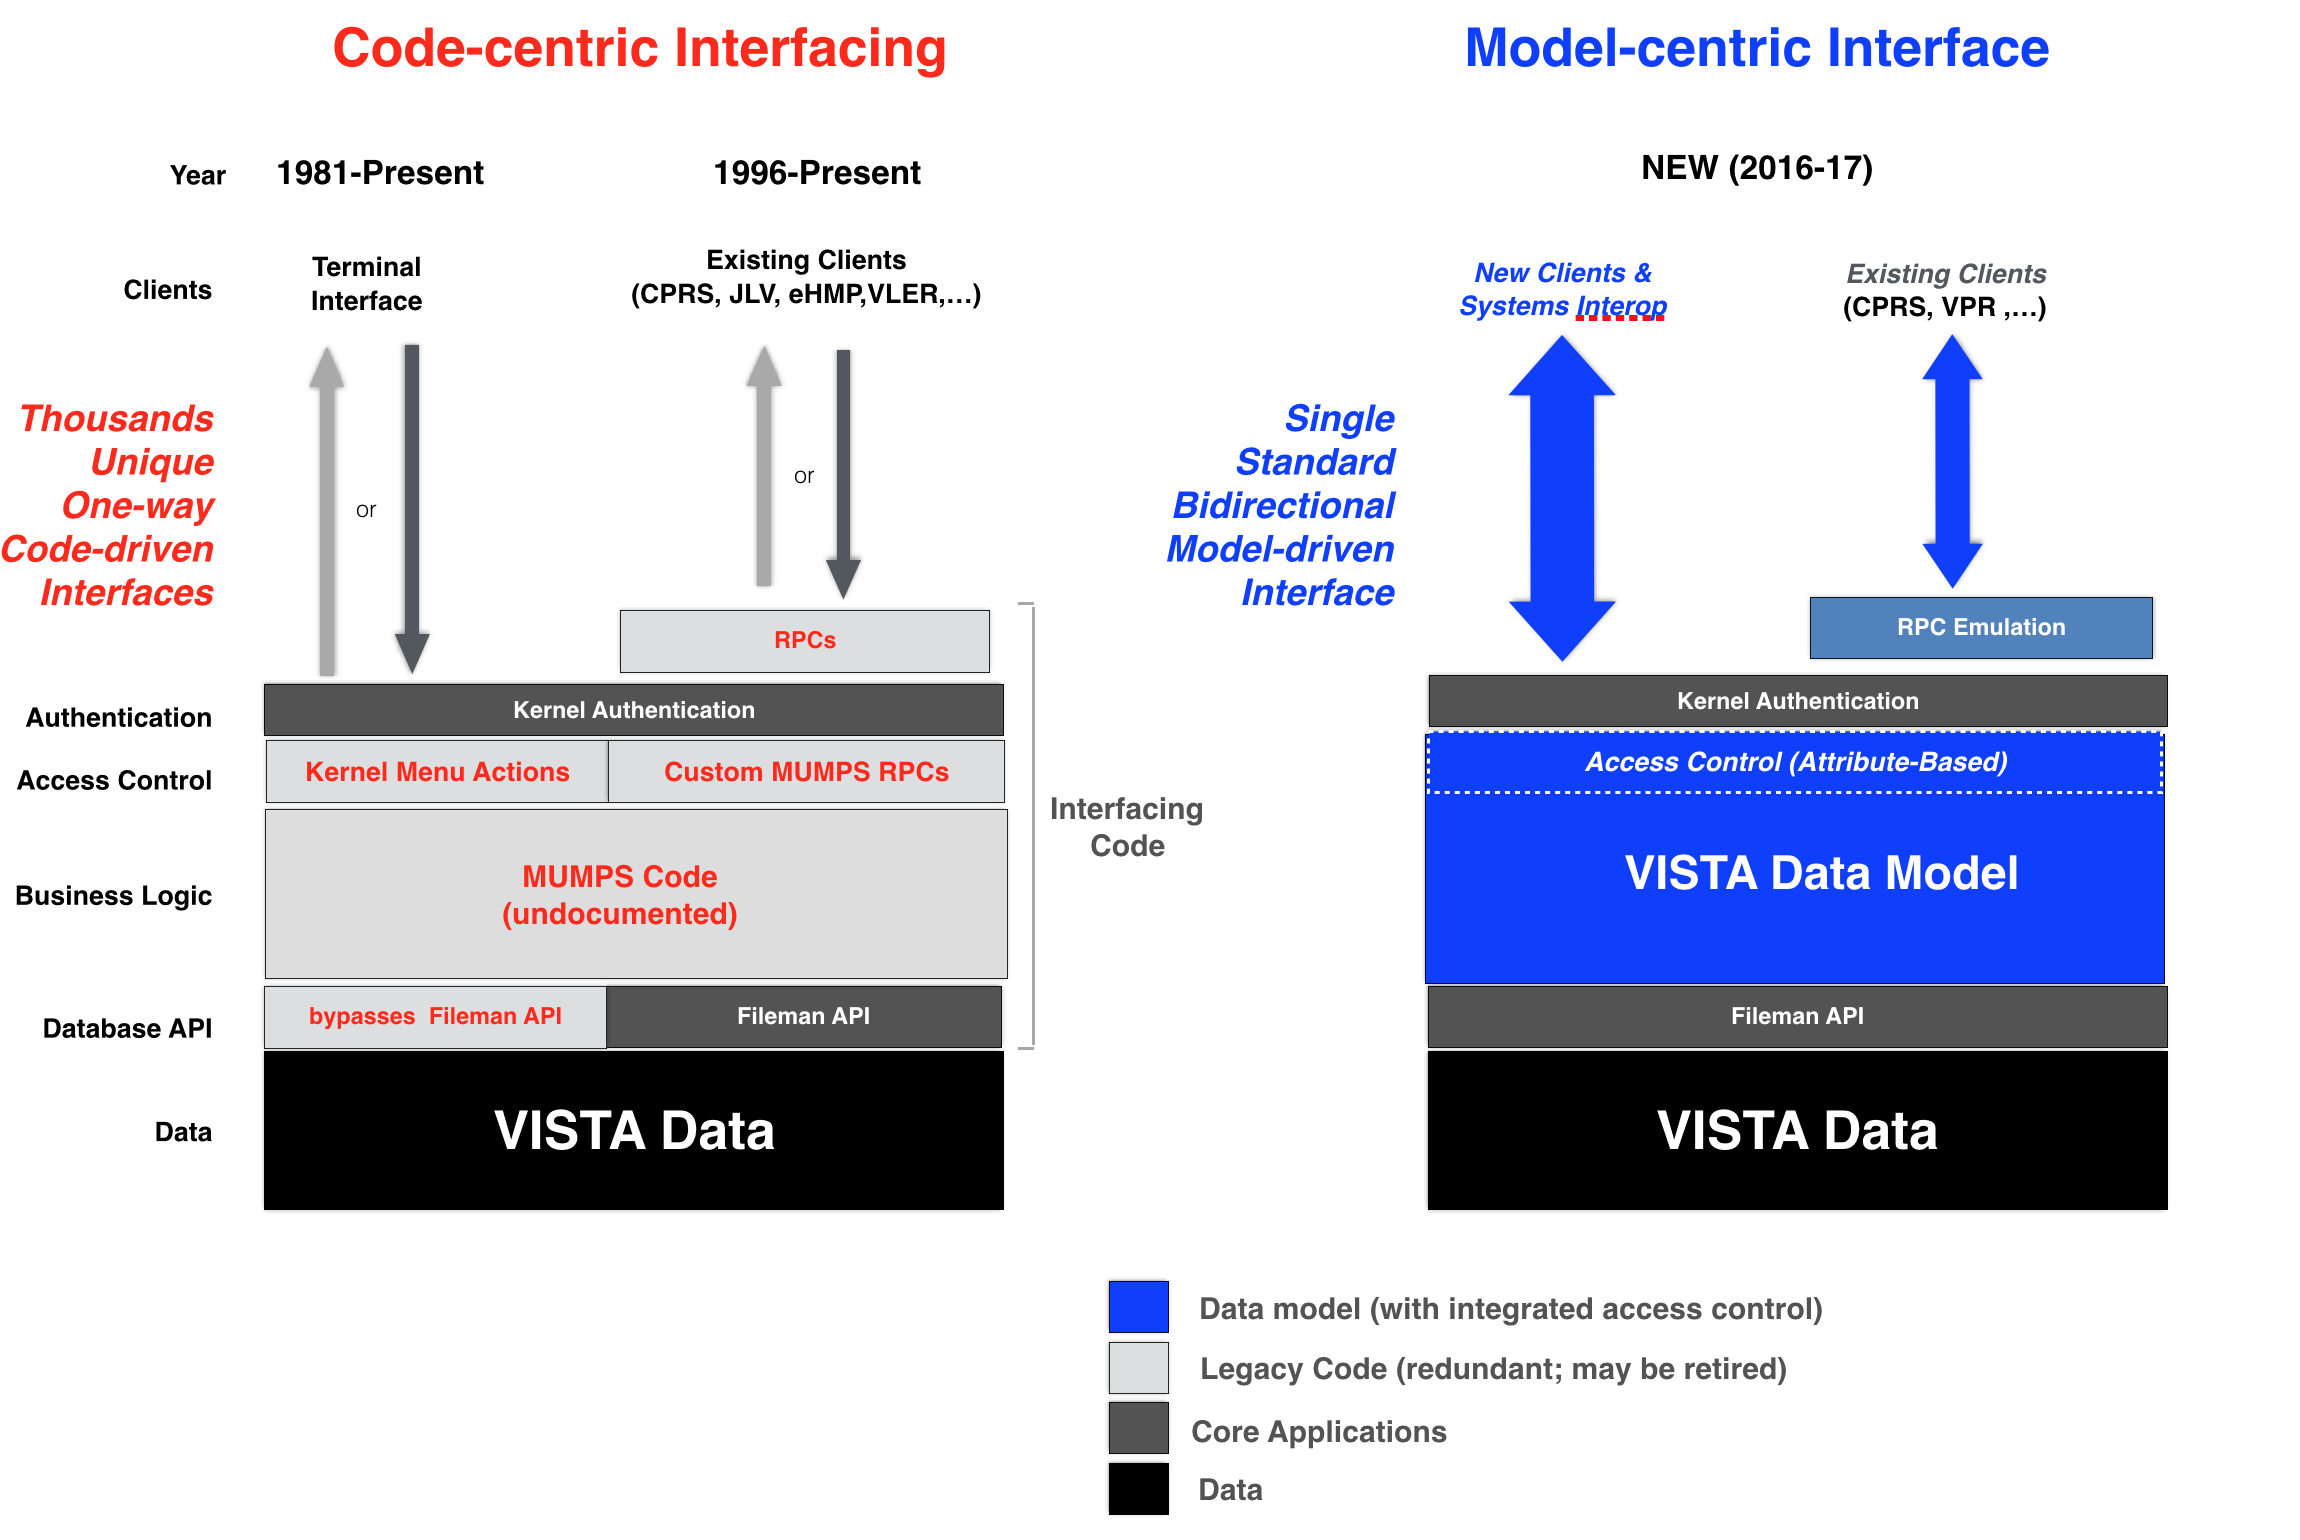 Code-centric Interfacing
Model-centric Interface
Year
1981-Present
1996-Present
NEW (2016-17)
Clients
Terminal
Interface
Existing Clients
(CPRS, JLV, eHMP,VLER,...)
New Clients &
Systems Interop
Existing Clients
(CPRS, VPR ,...)
Thousands
Unique
One-way
Code-driven
Interfaces
or
or
Single
Standard
Bidirectional
Model-driven
Interface
RPCs
RPC Emulation
Authentication
Kernel Authentication
Kernel Authentication
Access Control
Kernel Menu Actions
Custom MUMPS RPCs
Access Control (Attribute-Based)
Interfacing
Code
Business Logic
MUMPS Code
(undocumented)
VISTA Data Model
Database API
bypasses  Fileman API
Fileman API
Fileman API
Data
VISTA Data
VISTA Data
Data model (with integrated access control)
Legacy Code (redundant; may be retired)
Core Applications
Data